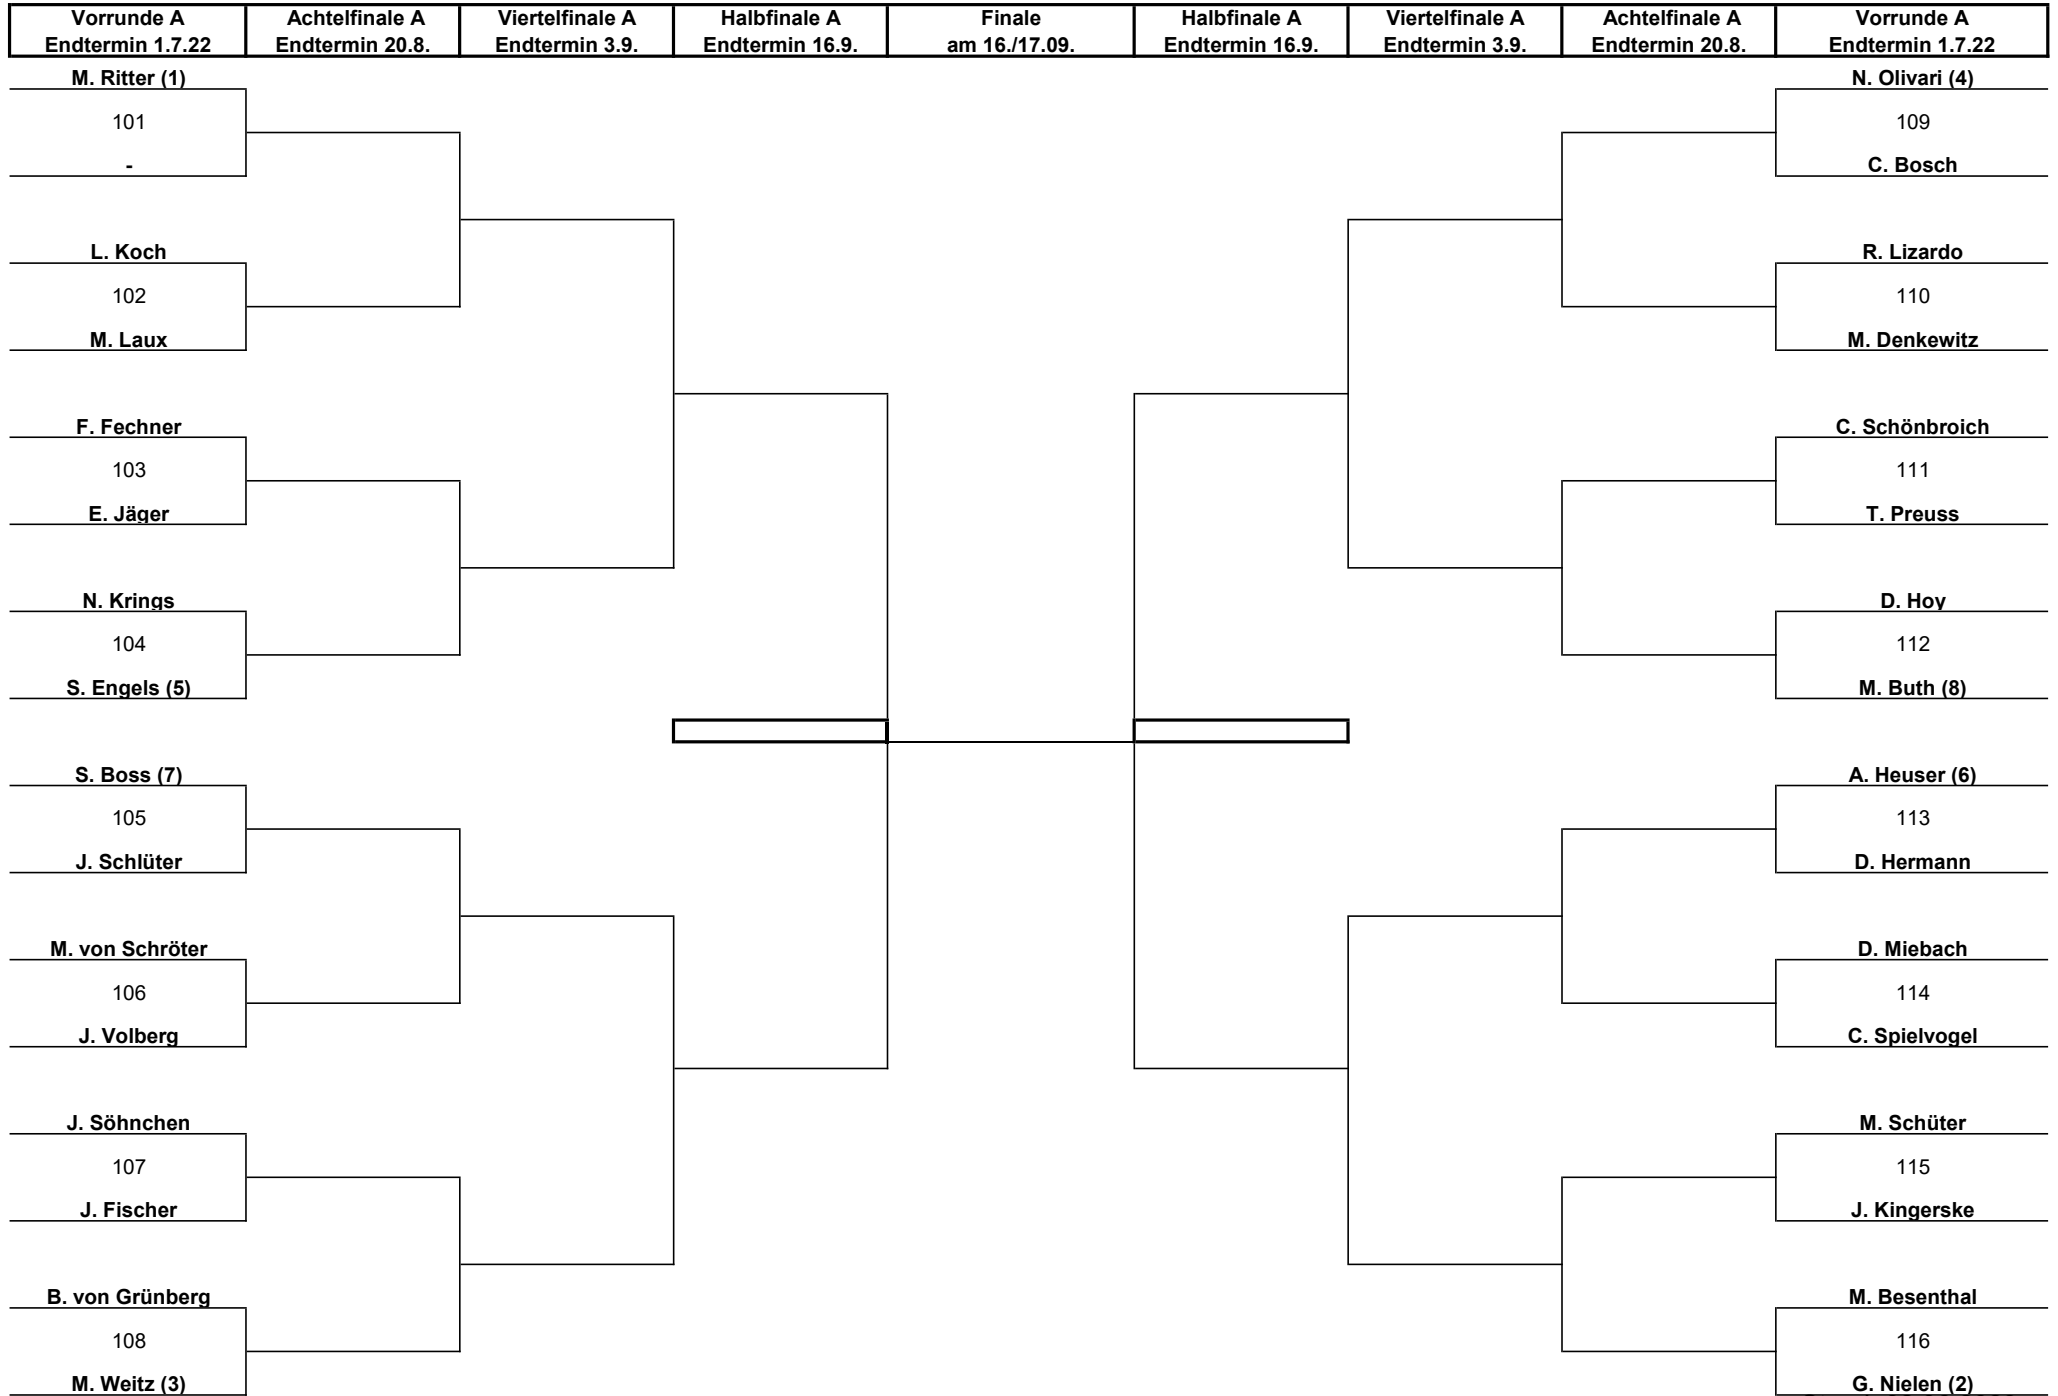 Vorrunde A Achtelfinale A Viertelfinale A Halbfinale A Finale Halbfinale A Viertelfinale A Achtelfinale A Vorrunde A
Endtermin 1.7.22 Endtermin 20.8. Endtermin 3.9. Endtermin 16.9. am 16./17.09. Endtermin 16.9. Endtermin 3.9. Endtermin 20.8. Endtermin 1.7.22
M. Ritter (1) N. Olivari (4)
101 109
- C. Bosch
L. Koch R. Lizardo
102 110
M. Laux M. Denkewitz
F. Fechner C. Schönbroich
103 111
E. Jäger T. Preuss
N. Krings D. Hoy
104 112
S. Engels (5) M. Buth (8)
S. Boss (7) A. Heuser (6)
105 113
J. Schlüter D. Hermann
M. von Schröter D. Miebach
106 114
J. Volberg C. Spielvogel
J. Söhnchen M. Schüter
107 115
J. Fischer J. Kingerske
B. von Grünberg M. Besenthal
108 116
M. Weitz (3) G. Nielen (2)